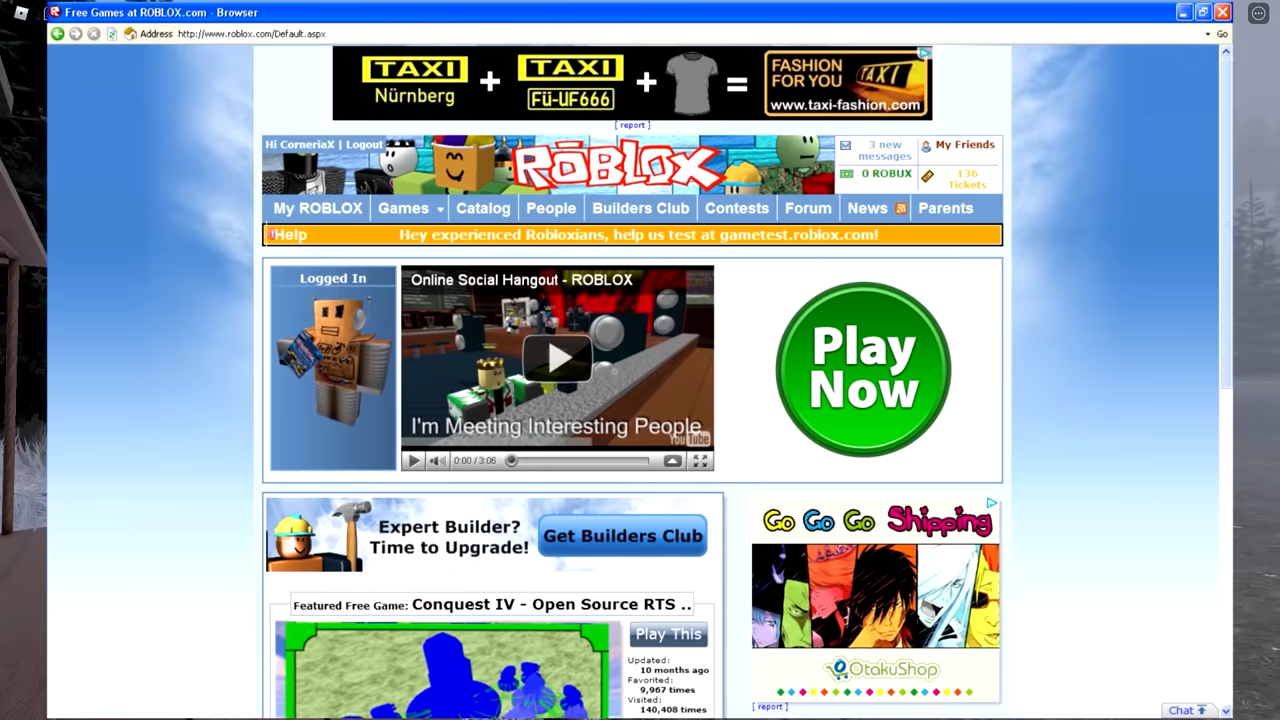 Free Games at ROBLOX.com - Browser
Address http://www.roblox.com/Default.aspx
Go
TAXI
Nürnberg
+
TAXI
Fü-UF666
+
=
FASHION
FOR YOU
TAXI
www.taxi-fashion.com
[ report ]
Hi CorneriaX | Logout
ROBLOX
3 new
messages
My Friends
0 ROBUX
136
Tickets
My ROBLOX
Games
Catalog
People
Builders Club
Contests
Forum
News
Parents
Help
Hey experienced Robloxians, help us test at gametest.roblox.com!
Logged In
Online Social Hangout - ROBLOX
I'm Meeting Interesting People
YouTube
0:00 / 3:06
Play
Now
Expert Builder?
Time to Upgrade!
Get Builders Club
Go Go Go Shipping
OtakuShop
[ report ]
Featured Free Game: Conquest IV - Open Source RTS ..
Play This
Updated:
10 months ago
Favorited:
9,967 times
Visited:
140,408 times
Chat